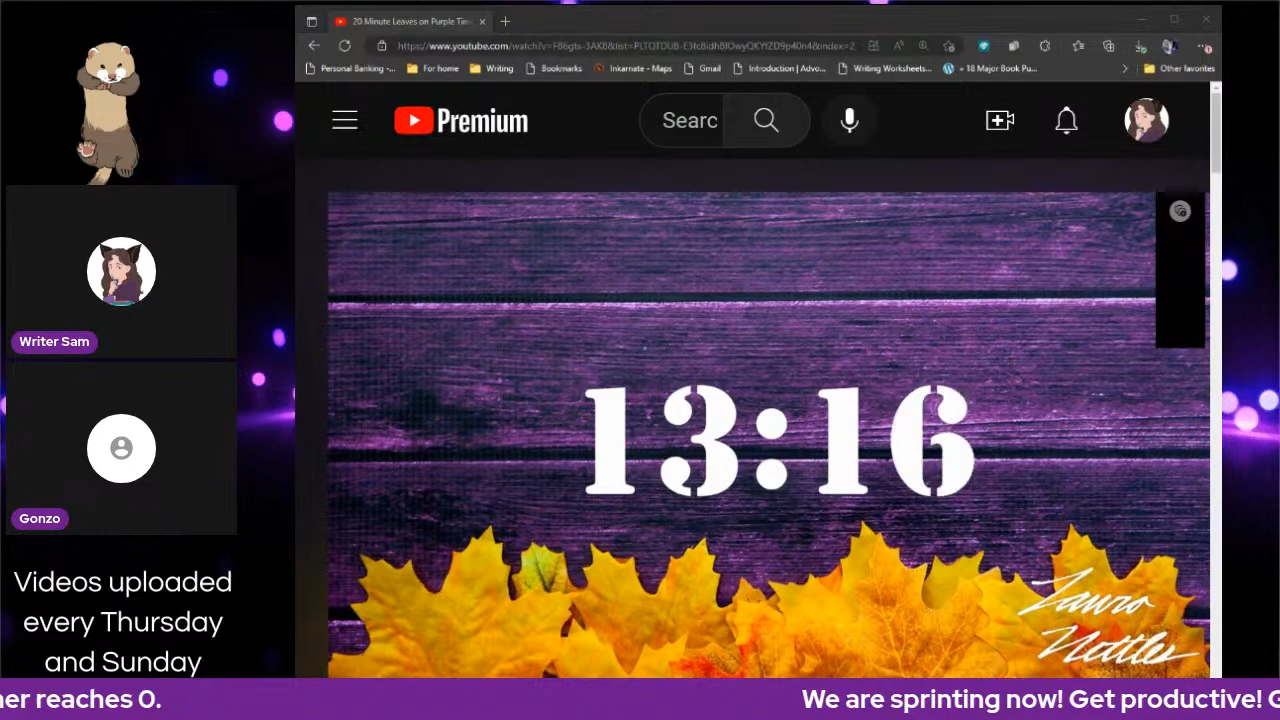 20 Minute Leaves on Purple Tim
https://www.youtube.com/watch?v=F86gts-3AK8&list=PLTOTDUB-E3fc8idhBIOwyQKYfZD9p40n4&index=2
Personal Banking -...
For home
Writing
Bookmarks
Inkarnate - Maps
Gmail
Introduction | Advo...
Writing Worksheets...
» 18 Major Book Pu...
Other favorites
Premium
Searc
13:16
Laura
Nettles
Writer Sam
Gonzo
Videos uploaded
every Thursday
and Sunday
ner reaches 0.
We are sprinting now! Get productive! G